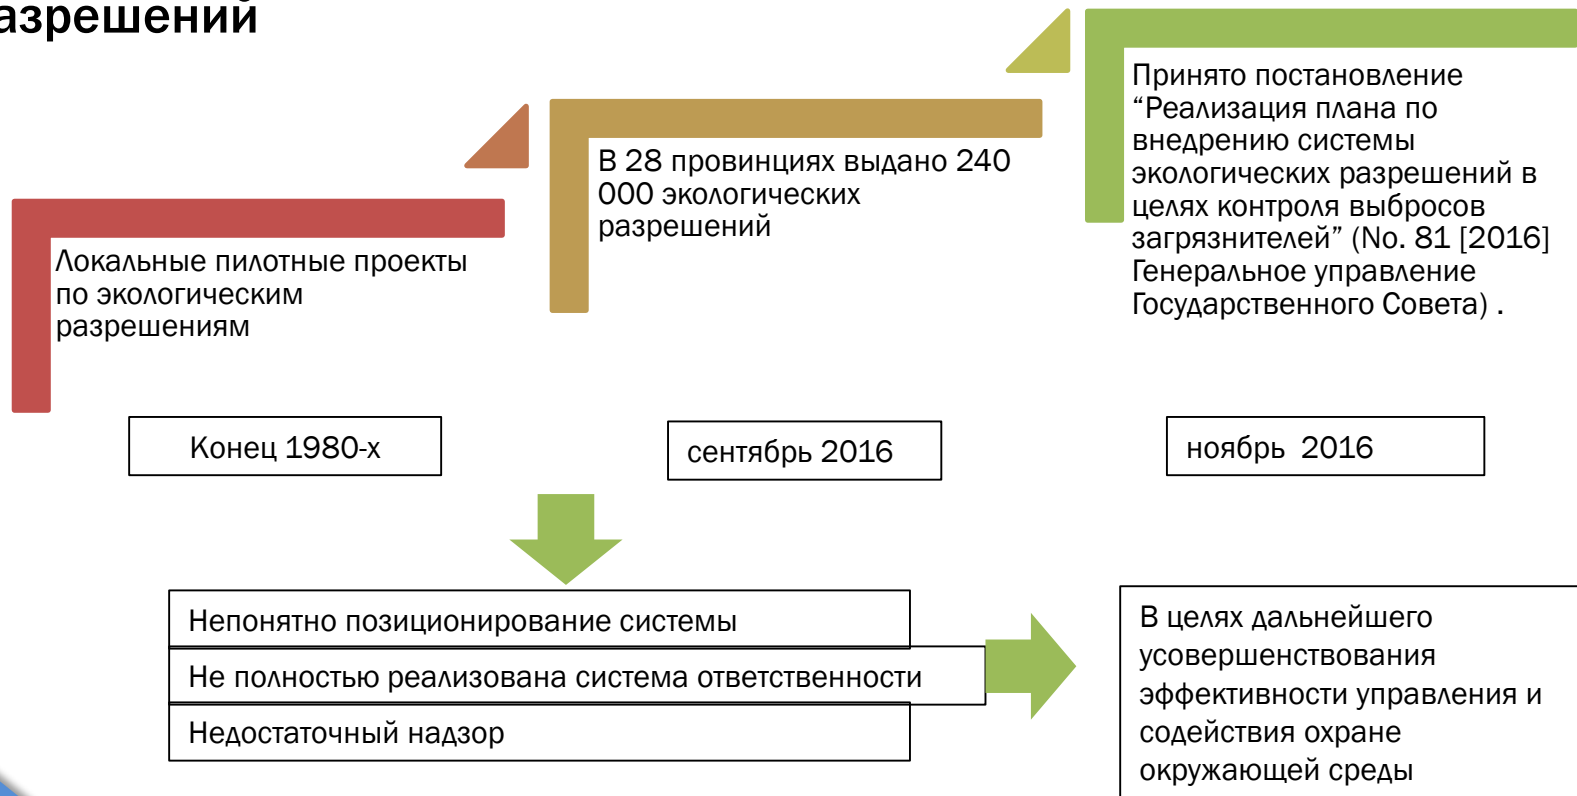 азрешений
Локальные пилотные проекты
по экологическим
разрешениям
В 28 провинциях выдано 240
000 экологических
разрешений
Принято постановление
“Реализация плана по
внедрению системы
экологических разрешений в
целях контроля выбросов
загрязнителей” (No. 81 [2016]
Генеральное управление
Государственного Совета) .
Конец 1980-х
сентябрь 2016
ноябрь 2016
Непонятно позиционирование системы
Не полностью реализована система ответственности
Недостаточный надзор
В целях дальнейшего
усовершенствования
эффективности управления и
содействия охране
окружающей среды